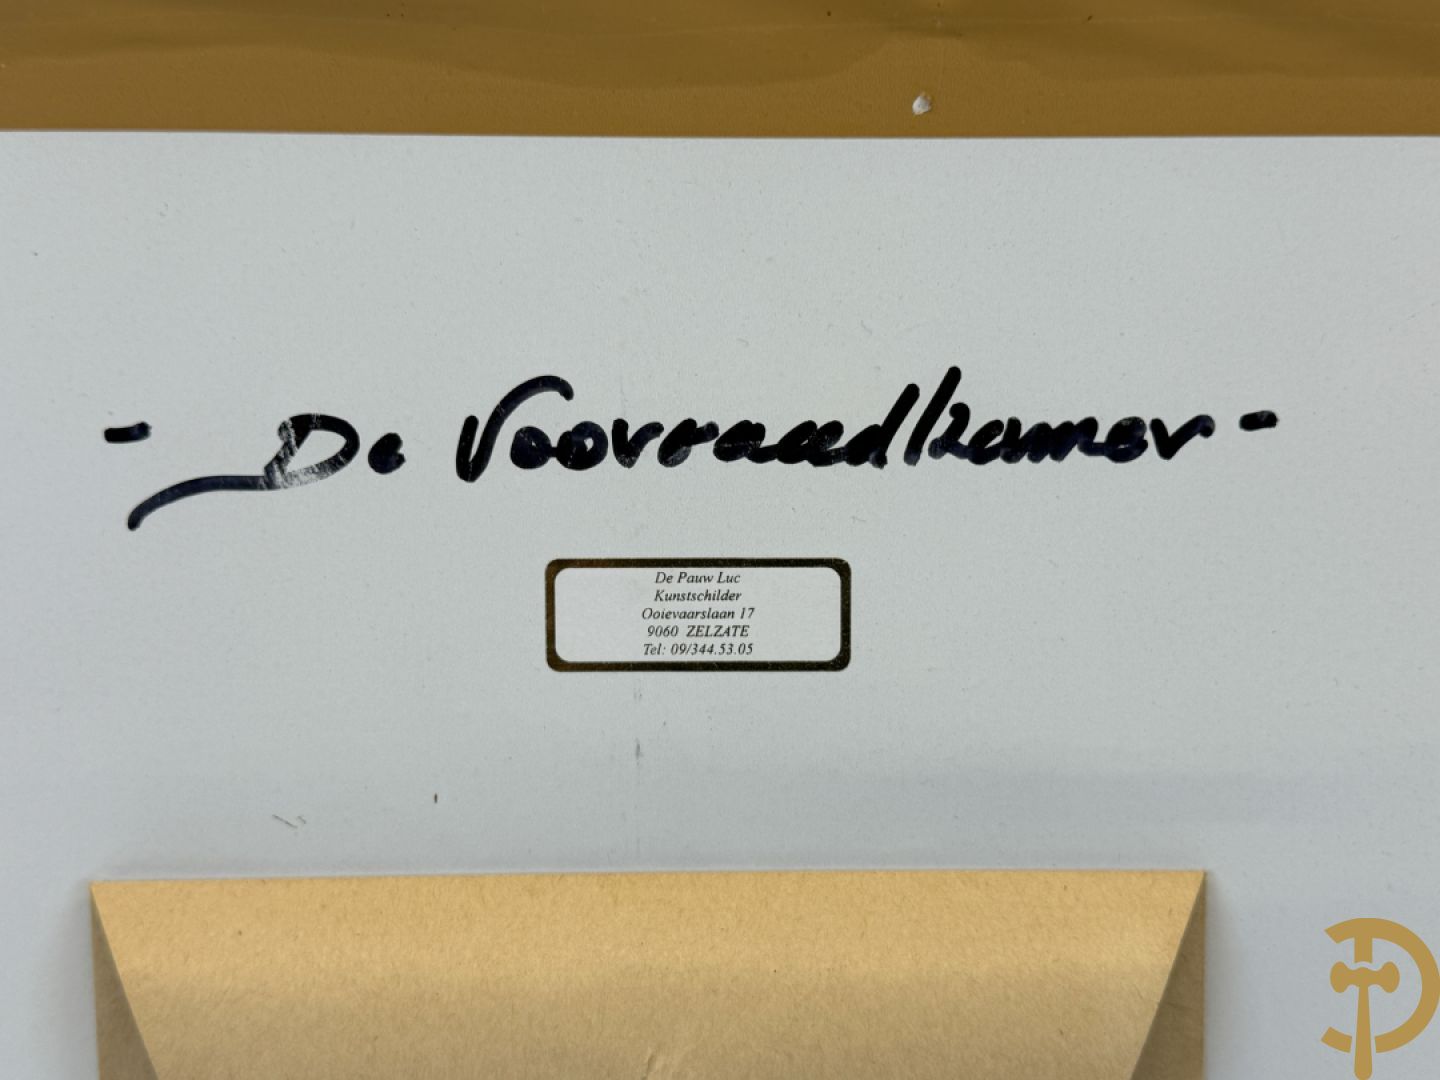 - De Voorraadkamer -
De Pauw Luc
Kunstschilder
Ooievaarslaan 17
9060 ZELZATE
Tel: 09/344.53.05